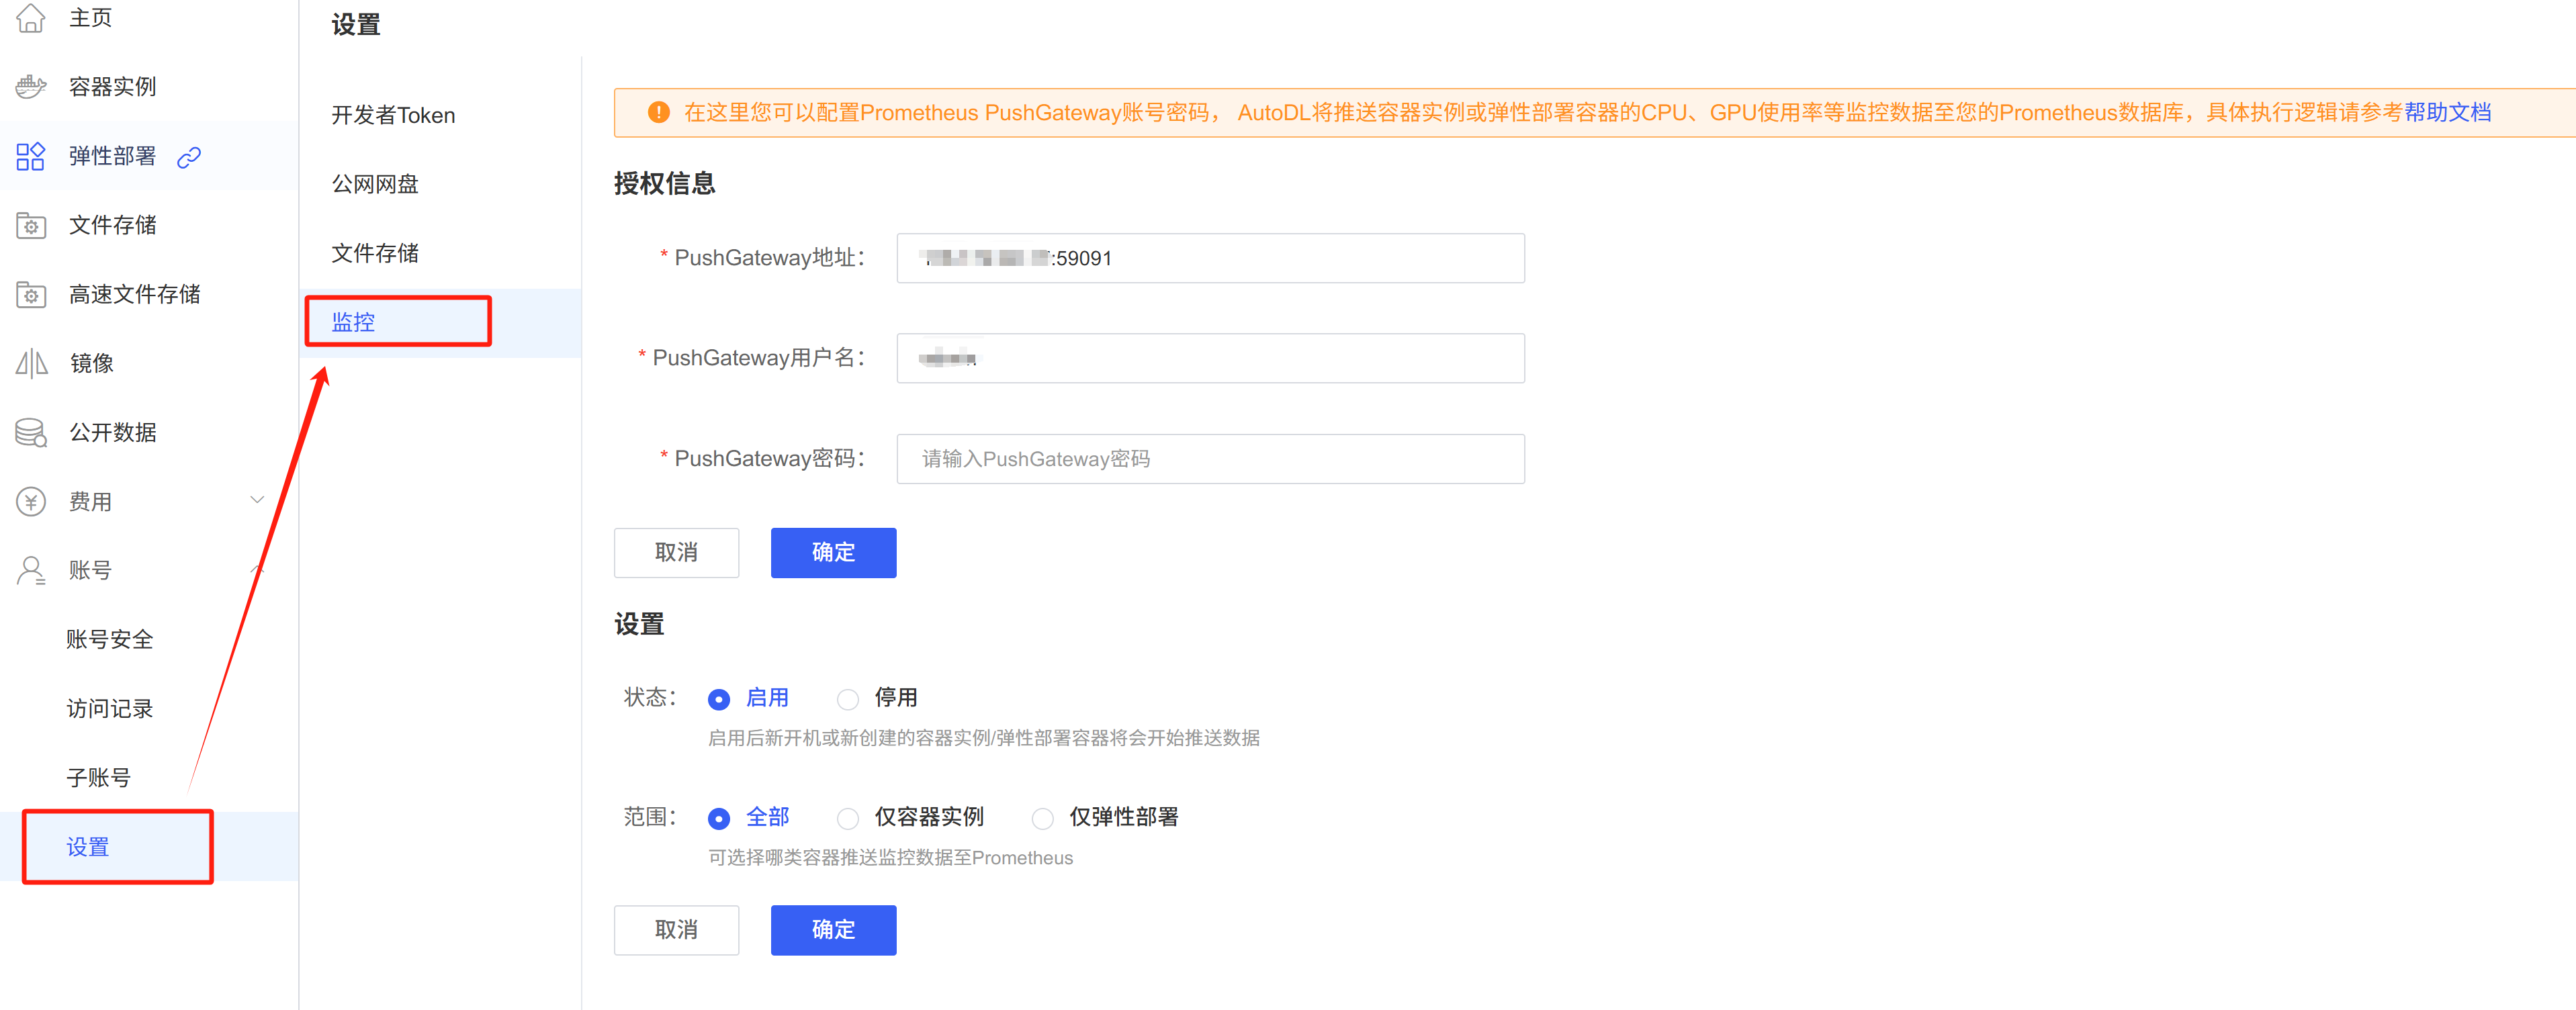 主页
容器实例
弹性部署
文件存储
高速文件存储
镜像
公开数据
费用
账号
账号安全
访问记录
子账号
设置
设置
开发者Token
公网网盘
文件存储
监控
在这里您可以配置Prometheus PushGateway账号密码， AutoDL将推送容器实例或弹性部署容器的CPU、GPU使用率等监控数据至您的Prometheus数据库，具体执行逻辑请参考帮助文档
授权信息
* PushGateway地址： :59091
* PushGateway用户名：
* PushGateway密码： 请输入PushGateway密码
取消 确定
设置
状态： 启用 停用
启用后新开机或新创建的容器实例/弹性部署容器将会开始推送数据
范围： 全部 仅容器实例 仅弹性部署
可选择哪类容器推送监控数据至Prometheus
取消 确定